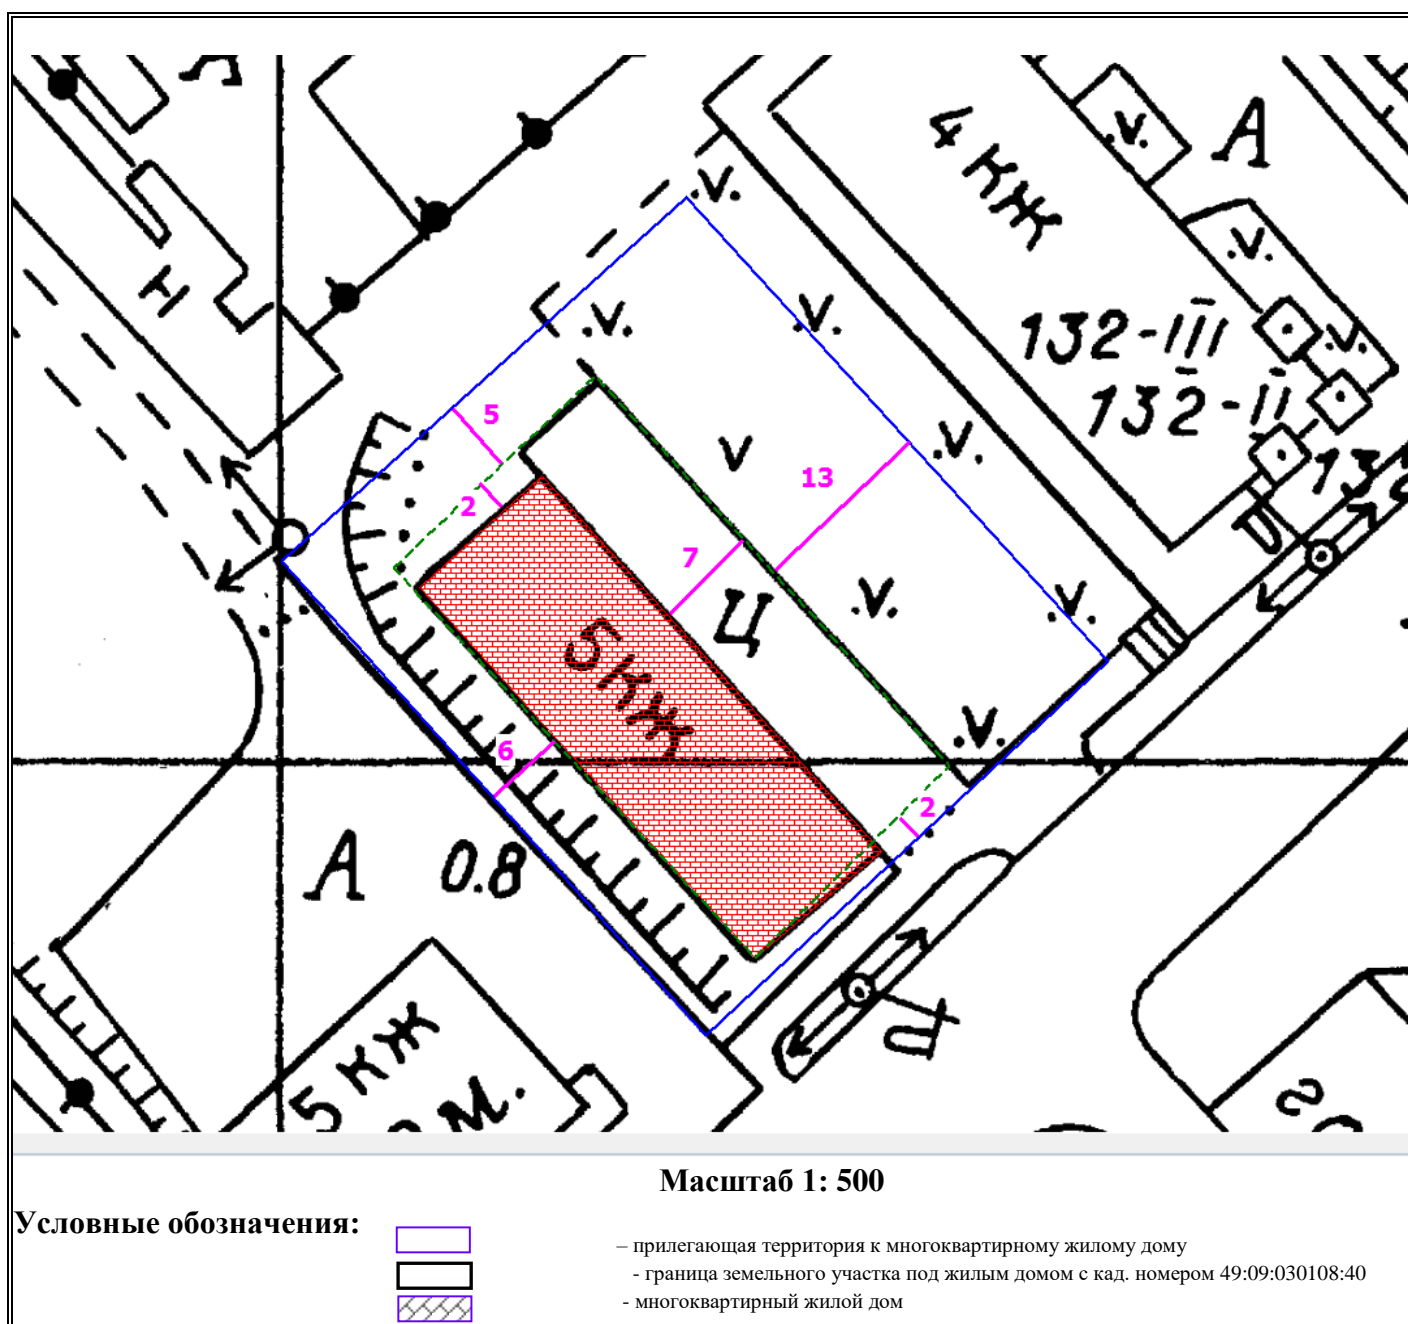 А
4 КЖ
А
Н
132-III
132-II
5
13
2
7
Ц
5КЖ
6
2
А 0.8
5 КЖ
М.
Масштаб 1: 500
Условные обозначения:
– прилегающая территория к многоквартирному жилому дому
- граница земельного участка под жилым домом с кад. номером 49:09:030108:40
- многоквартирный жилой дом